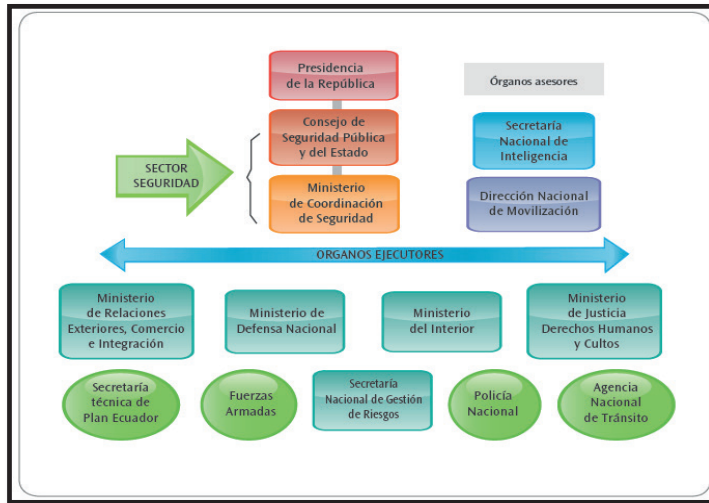 Presidencia
de la República
Órganos asesores
Consejo de
Seguridad Pública
y del Estado
Secretaría
Nacional de
Inteligencia
SECTOR
SEGURIDAD
Ministerio
de Coordinación
de Seguridad
Dirección Nacional
de Movilización
ORGANOS EJECUTORES
Ministerio
de Relaciones
Exteriores, Comercio
e Integración
Ministerio de
Defensa Nacional
Ministerio
del Interior
Ministerio
de Justicia
Derechos Humanos
y Cultos
Secretaría
técnica de
Plan Ecuador
Fuerzas
Armadas
Secretaría
Nacional de Gestión
de Riesgos
Policía
Nacional
Agencia
Nacional
de Tránsito